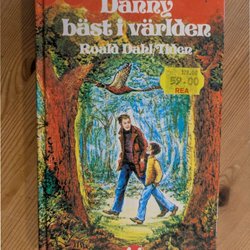 Danny
bäst i världen
Roald Dahl · Tiden
59.00
REA